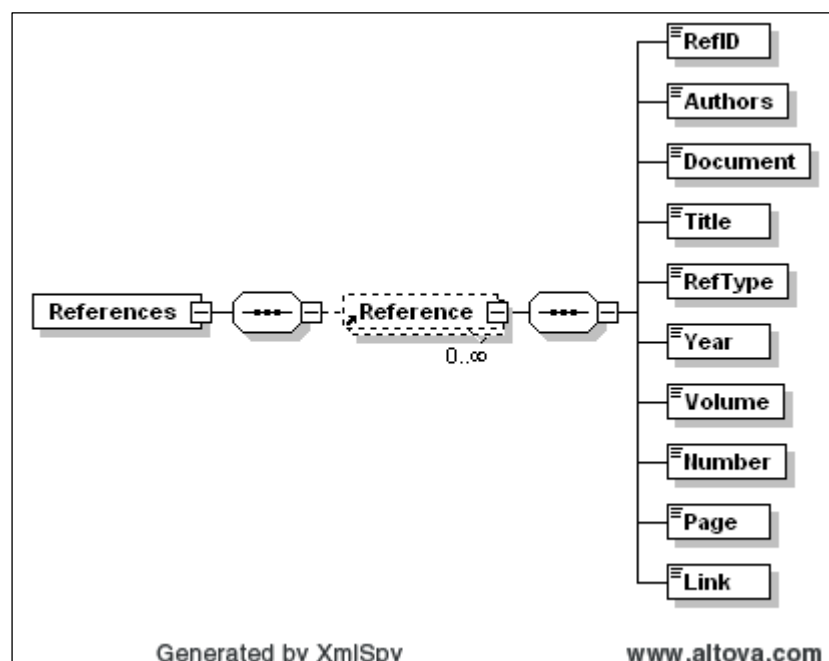 RefID
Authors
Document
Title
References
Reference
RefType
0..∞
Year
Volume
Number
Page
Link
Generated by XmlSpy
www.altova.com